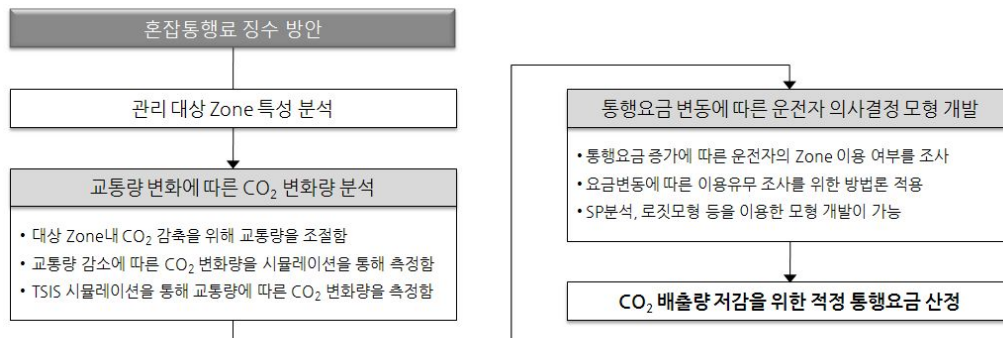 혼잡통행료 징수 방안
관리 대상 Zone 특성 분석
교통량 변화에 따른 CO₂ 변화량 분석
• 대상 Zone내 CO₂ 감축을 위해 교통량을 조절함
• 교통량 감소에 따른 CO₂ 변화량을 시뮬레이션을 통해 측정함
• TSIS 시뮬레이션을 통해 교통량에 따른 CO₂ 변화량을 측정함
통행요금 변동에 따른 운전자 의사결정 모형 개발
• 통행요금 증가에 따른 운전자의 Zone 이용 여부를 조사
• 요금변동에 따른 이용유무 조사를 위한 방법론 적용
• SP분석, 로짓모형 등을 이용한 모형 개발이 가능
CO₂ 배출량 저감을 위한 적정 통행요금 산정